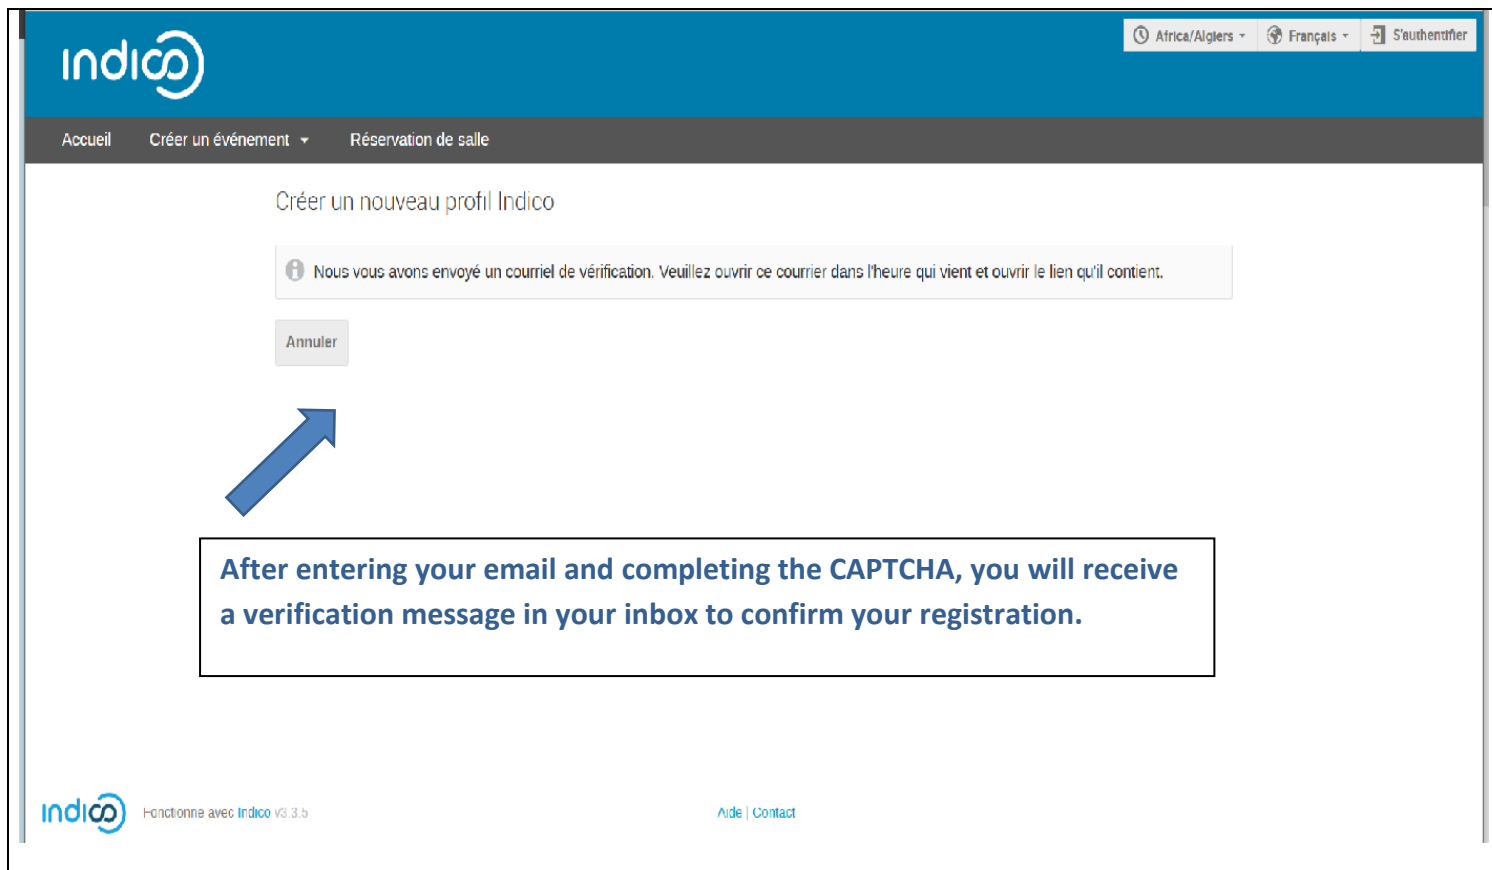 indico
Africa/Algiers Français S'authentifier
Accueil Créer un événement Réservation de salle
Créer un nouveau profil Indico
Nous vous avons envoyé un courriel de vérification. Veuillez ouvrir ce courrier dans l'heure qui vient et ouvrir le lien qu'il contient.
Annuler
After entering your email and completing the CAPTCHA, you will receive
a verification message in your inbox to confirm your registration.
indico Fonctionne avec Indico v3.3.5 Aide | Contact